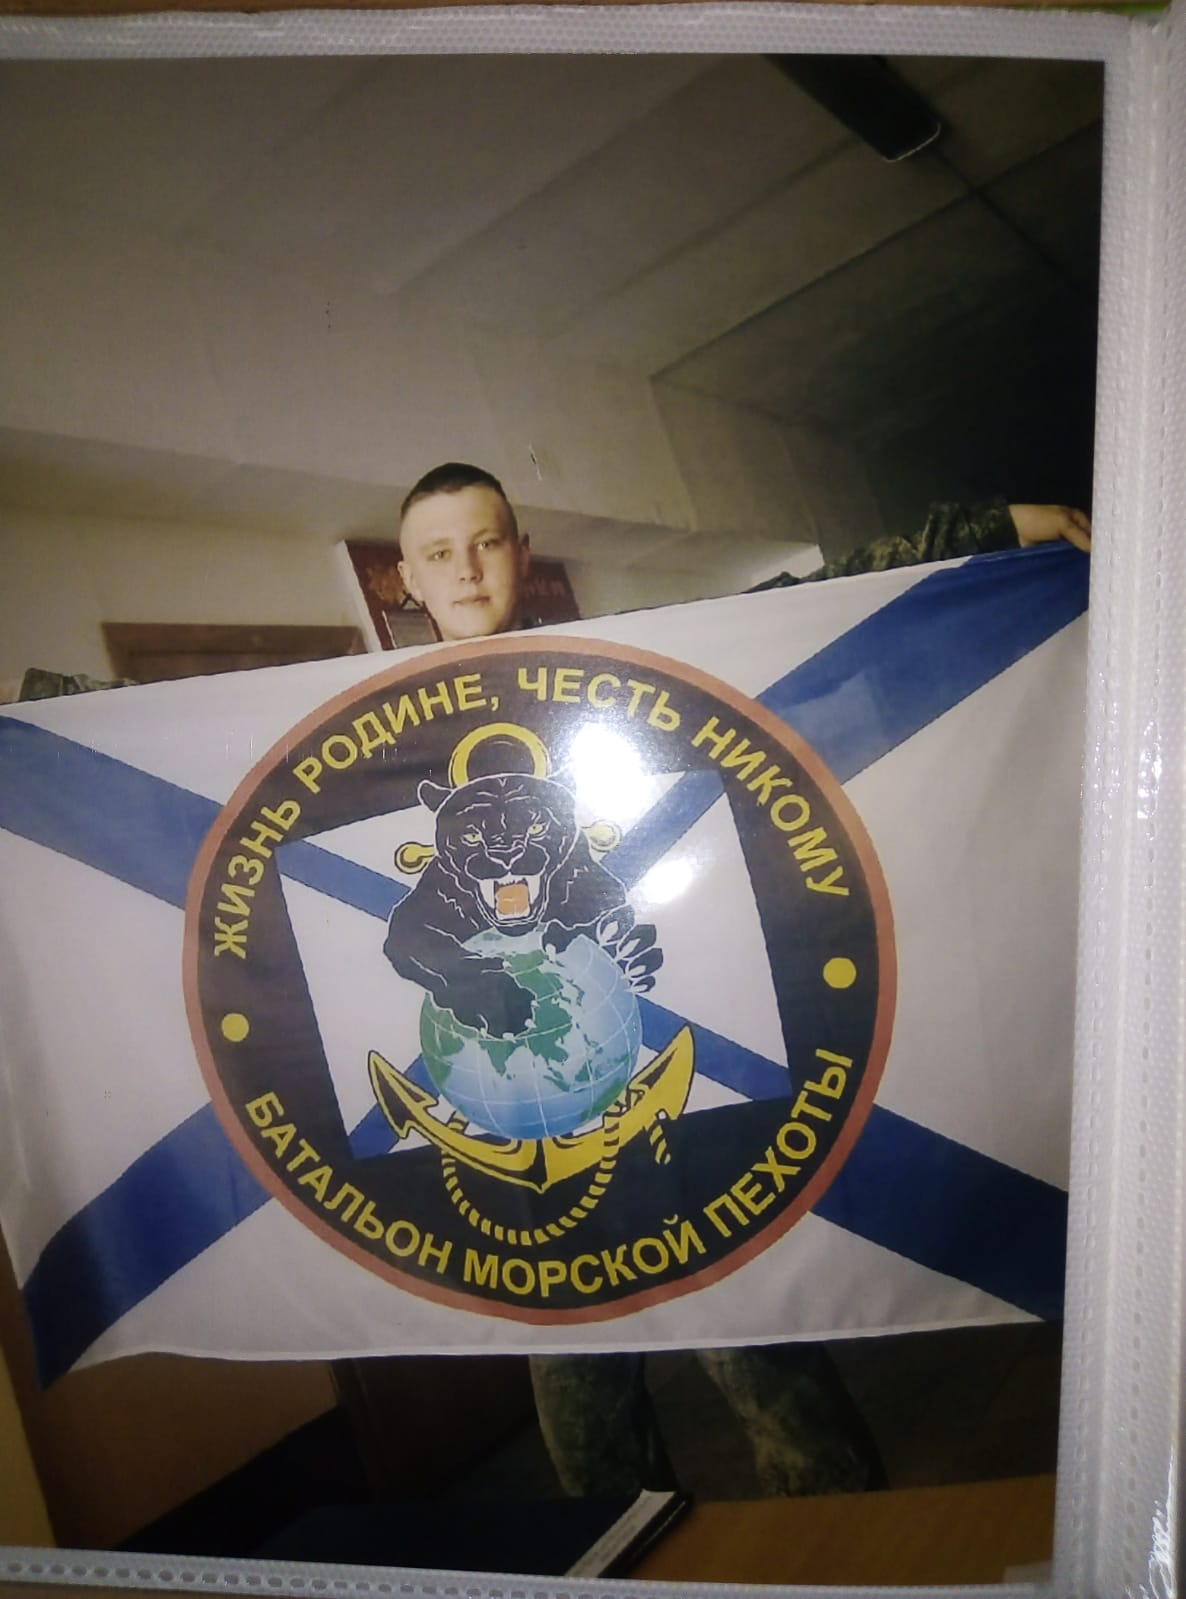 ЖИЗНЬ РОДИНЕ, ЧЕСТЬ НИКОМУ
БАТАЛЬОН МОРСКОЙ ПЕХОТЫ